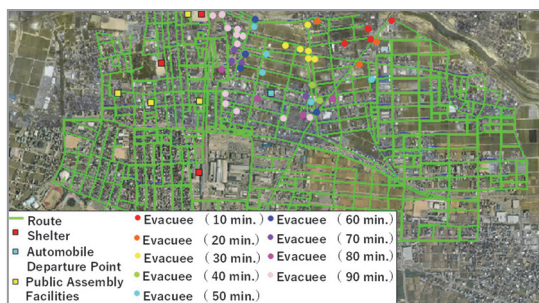 Route
Shelter
Automobile
Departure Point
Public Assembly
Facilities
Evacuee （10 min.）
Evacuee （20 min.）
Evacuee （30 min.）
Evacuee （40 min.）
Evacuee （50 min.）
Evacuee （60 min.）
Evacuee （70 min.）
Evacuee （80 min.）
Evacuee （90 min.）